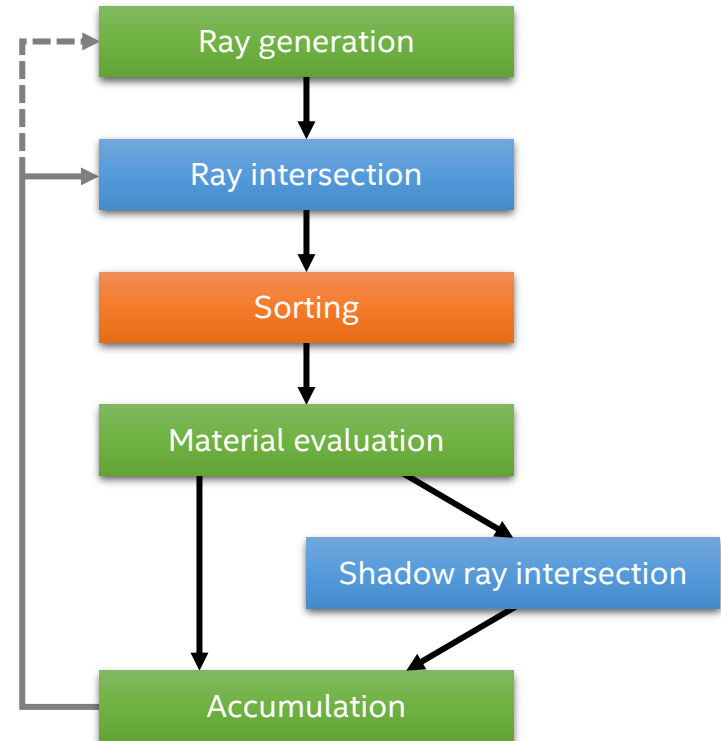 Ray generation
Ray intersection
Sorting
Material evaluation
Shadow ray intersection
Accumulation